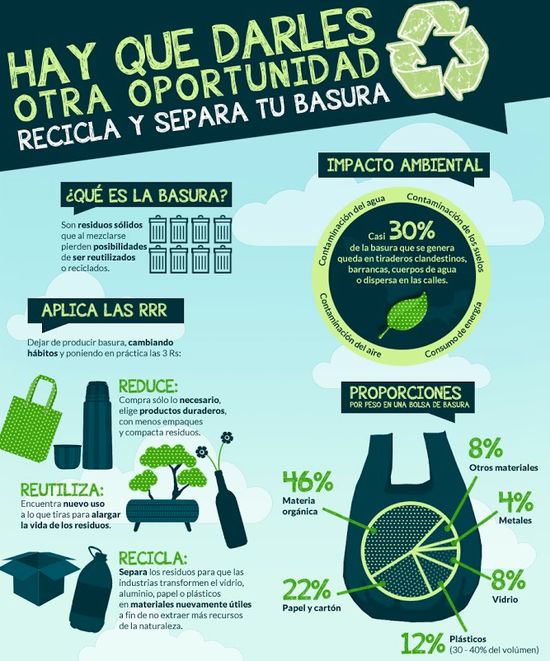 HAY QUE DARLES
OTRA OPORTUNIDAD
RECICLA Y SEPARA TU BASURA
¿QUÉ ES LA BASURA?
Son residuos sólidos
que al mezclarse
pierden posibilidades
de ser reutilizados
o reciclados.
IMPACTO AMBIENTAL
Contaminación del agua
Contaminación de los suelos
Casi 30%
de la basura que se genera
queda en tiraderos clandestinos,
barrancas, cuerpos de agua
o dispersa en las calles.
Contaminación del aire
Consumo de energía
APLICA LAS RRR
Dejar de producir basura, cambiando
hábitos y poniendo en práctica las 3 Rs:
REDUCE:
Compra sólo lo necesario,
elige productos duraderos,
con menos empaques
y compacta residuos.
REUTILIZA:
Encuentra nuevo uso
a lo que tiras para alargar
la vida de los residuos.
RECICLA:
Separa los residuos para que las
industrias transformen el vidrio,
aluminio, papel o plásticos
en materiales nuevamente útiles
a fin de no extraer más recursos
de la naturaleza.
PROPORCIONES
POR PESO EN UNA BOLSA DE BASURA
8%
Otros materiales
46%
Materia
orgánica
4%
Metales
8%
Vidrio
22%
Papel y cartón
12% Plásticos
(30 - 40% del volúmen)